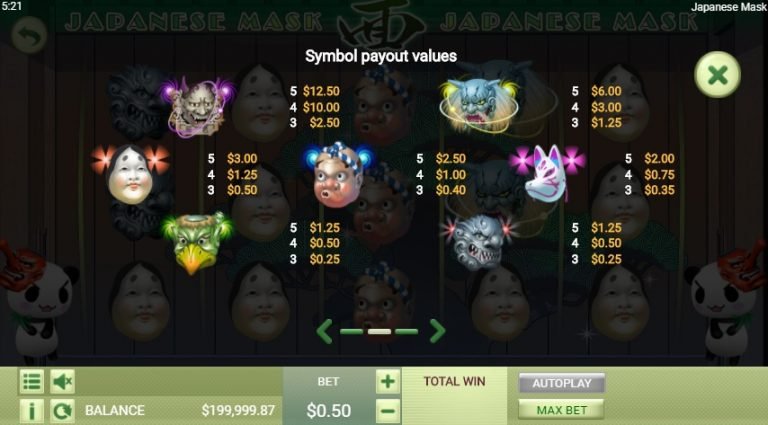 5:21
Japanese Mask
JAPANESE MASK 面 JAPANESE MASK
Symbol payout values
5 $12.50
4 $10.00
3 $2.50
5 $6.00
4 $3.00
3 $1.25
5 $3.00
4 $1.25
3 $0.50
5 $2.50
4 $1.00
3 $0.40
5 $2.00
4 $0.75
3 $0.35
5 $1.25
4 $0.50
3 $0.25
5 $1.25
4 $0.50
3 $0.25
BET
TOTAL WIN
AUTOPLAY
BALANCE $199,999.87
$0.50
MAX BET